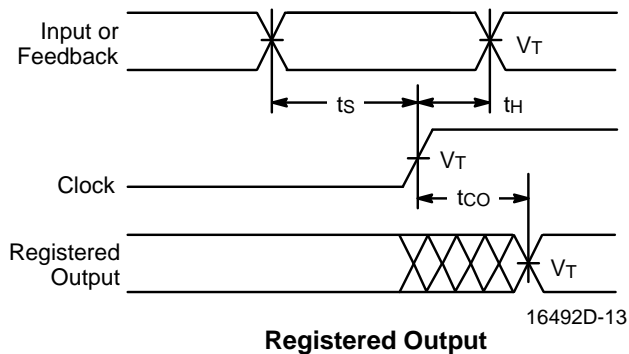 Input or
Feedback
VT
tS
tH
Clock
VT
tCO
Registered
Output
VT
16492D-13
Registered Output